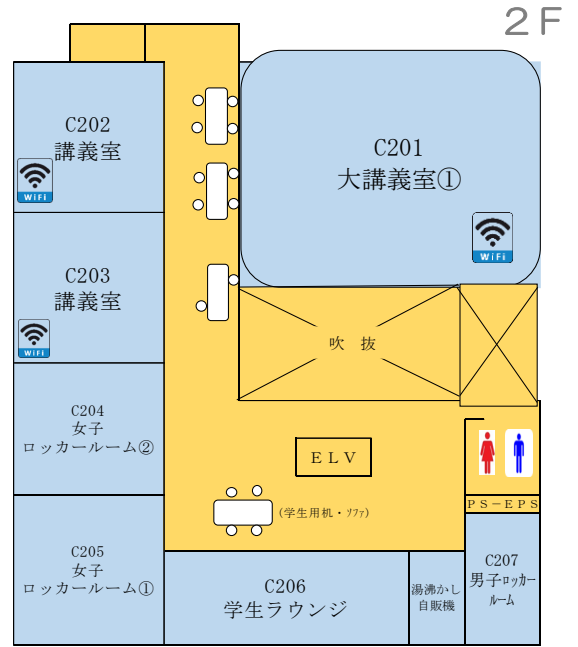 ２Ｆ
C202
講義室
WiFi
C201
大講義室①
WiFi
C203
講義室
WiFi
吹 抜
C204
女子
ロッカールーム②
ＥＬＶ
(学生用机・ｿﾌｧ)
ＰＳ－ＥＰＳ
C205
女子
ロッカールーム①
C206
学生ラウンジ
湯沸かし
自販機
C207
男子ﾛｯｶｰ
ﾙｰﾑ